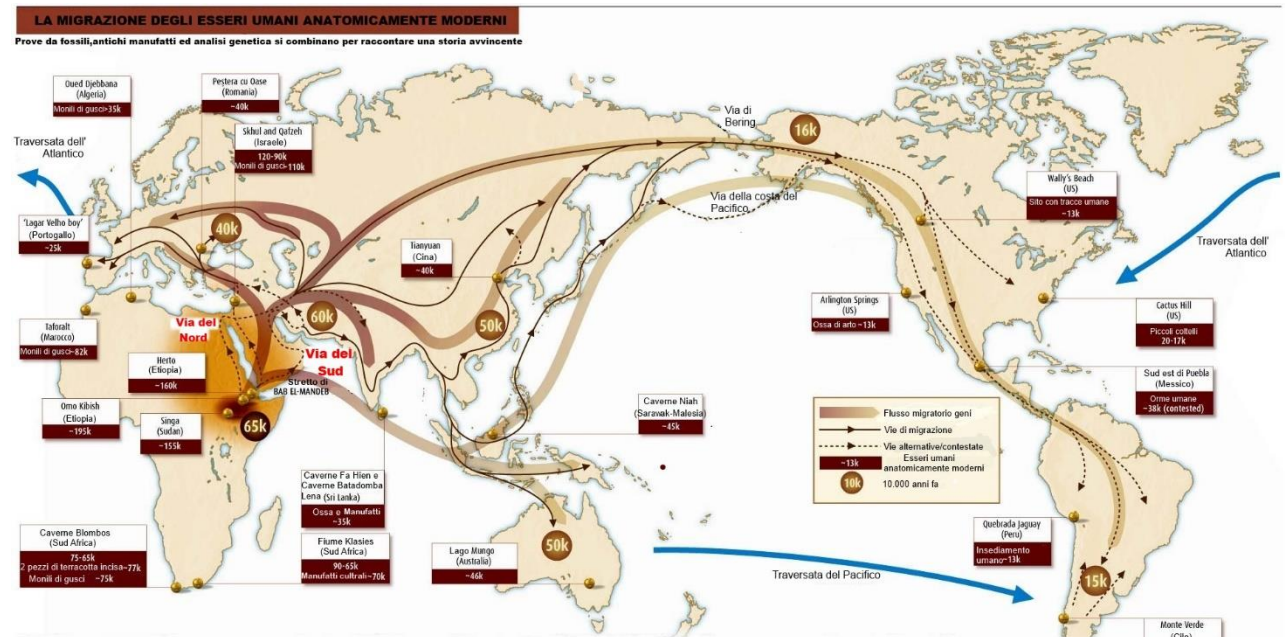 LA MIGRAZIONE DEGLI ESSERI UMANI ANATOMICAMENTE MODERNI
Prove da fossili,antichi manufatti ed analisi genetica si combinano per raccontare una storia avvincente
Oued Djebbana
(Algeria)
Monili di gusci>35k
Peştera cu Oase
(Romania)
~40k
Skhul and Qafzeh
(Israele)
120-90k
Monili di gusci~110k
Traversata dell'
Atlantico
'Lagar Velho boy'
(Portogallo)
~25k
40k
Tianyuan
(Cina)
~40k
Via di
Bering
16k
Via della costa del
Pacifico
Wally's Beach
(US)
Sito con tracce umane
~13k
Traversata dell'
Atlantico
Taforalt
(Marocco)
Monili di gusci~82k
Via del
Nord
60k
50k
Via del
Sud
Stretto di
BAB EL-MANDEB
Arlington Springs
(US)
Ossa di arto ~13k
Cactus Hill
(US)
Piccoli coltelli
20-17k
Herto
(Etiopia)
~160k
Omo Kibish
(Etiopia)
~195k
Singa
(Sudan)
~155k
65k
Caverne Niah
(Saravak-Malesia)
~45k
Sud est di Puebla
(Messico)
Orme umane
~38k (contested)
Flusso migratorio geni
Vie di migrazione
Vie alternative/contestate
~13k
Esseri umani
anatomicamente moderni
10k
10.000 anni fa
Caverne Fa Hien e
Caverne Batadomba
Lena (Sri Lanka)
Ossa e Manufatti
~35k
Caverne Blombos
(Sud Africa)
75-65k
2 pezzi di terracotta incisa~77k
Monili di gusci ~75k
Fiume Klasies
(Sud Africa)
90-65k
Manufatti cultrali~70k
Lago Mungo
(Australia)
~46k
50k
Traversata del Pacifico
Quebrada Jaguay
(Peru)
Insediamento
umano~13k
15k
Monte Verde